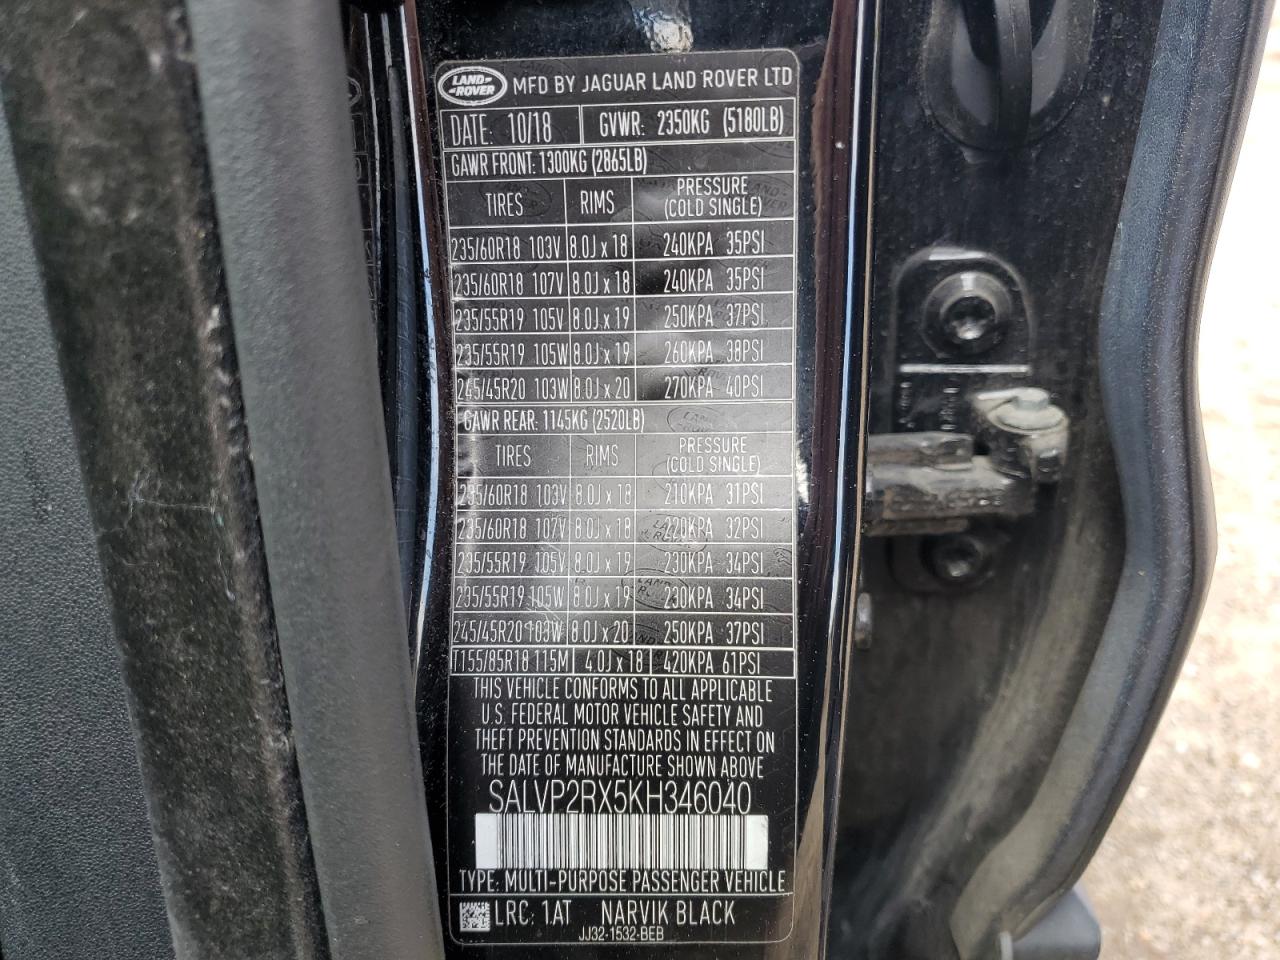 LAND-ROVER MFD BY JAGUAR LAND ROVER LTD
DATE: 10/18 GVWR: 2350KG (5180LB)
GAWR FRONT: 1300KG (2865LB)
TIRES RIMS PRESSURE (COLD SINGLE)
235/60R18 103V 8.0J x 18 240KPA 35PSI
235/60R18 107V 8.0J x 18 240KPA 35PSI
235/55R19 105V 8.0J x 19 250KPA 37PSI
235/55R19 105W 8.0J x 19 260KPA 38PSI
245/45R20 103W 8.0J x 20 270KPA 40PSI
GAWR REAR: 1145KG (2520LB)
TIRES RIMS PRESSURE (COLD SINGLE)
235/60R18 103V 8.0J x 18 210KPA 31PSI
235/60R18 107V 8.0J x 18 220KPA 32PSI
235/55R19 105V 8.0J x 19 230KPA 34PSI
235/55R19 105W 8.0J x 19 230KPA 34PSI
245/45R20 103W 8.0J x 20 250KPA 37PSI
T155/85R18 115M 4.0J x 18 420KPA 61PSI
THIS VEHICLE CONFORMS TO ALL APPLICABLE
U.S. FEDERAL MOTOR VEHICLE SAFETY AND
THEFT PREVENTION STANDARDS IN EFFECT ON
THE DATE OF MANUFACTURE SHOWN ABOVE
SALVP2RX5KH346040
TYPE: MULTI-PURPOSE PASSENGER VEHICLE
LRC: 1AT NARVIK BLACK
JJ32-1532-BEB